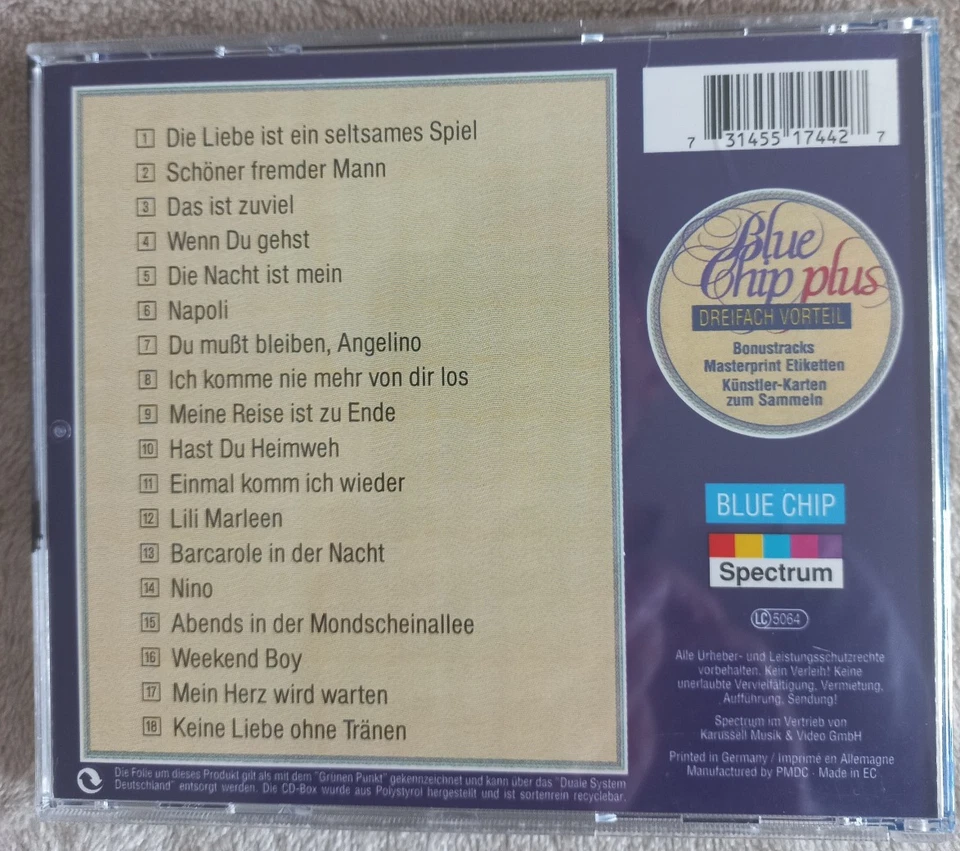 1 Die Liebe ist ein seltsames Spiel
2 Schöner fremder Mann
3 Das ist zuviel
4 Wenn Du gehst
5 Die Nacht ist mein
6 Napoli
7 Du mußt bleiben, Angelino
8 Ich komme nie mehr von dir los
9 Meine Reise ist zu Ende
10 Hast Du Heimweh
11 Einmal komm ich wieder
12 Lili Marleen
13 Barcarole in der Nacht
14 Nino
15 Abends in der Mondscheinallee
16 Weekend Boy
17 Mein Herz wird warten
18 Keine Liebe ohne Tränen
Die Folie um dieses Produkt gilt als mit dem "Grünen Punkt" gekennzeichnet und kann über das "Duale System
Deutschland" entsorgt werden. Die CD-Box wurde aus Polystyrol hergestellt und ist sortenrein recyclebar.
7 31455 17442 7
Blue
Chip plus
DREIFACH VORTEIL
Bonustracks
Masterprint Etiketten
Künstler-Karten
zum Sammeln
BLUE CHIP
Spectrum
LC 5064
Alle Urheber- und Leistungsschutzrechte
vorbehalten. Kein Verleih! Keine
unerlaubte Vervielfältigung, Vermietung,
Aufführung, Sendung!
Spectrum im Vertrieb von
Karussell Musik & Video GmbH
Printed in Germany / Imprimé en Allemagne
Manufactured by PMDC · Made in EC